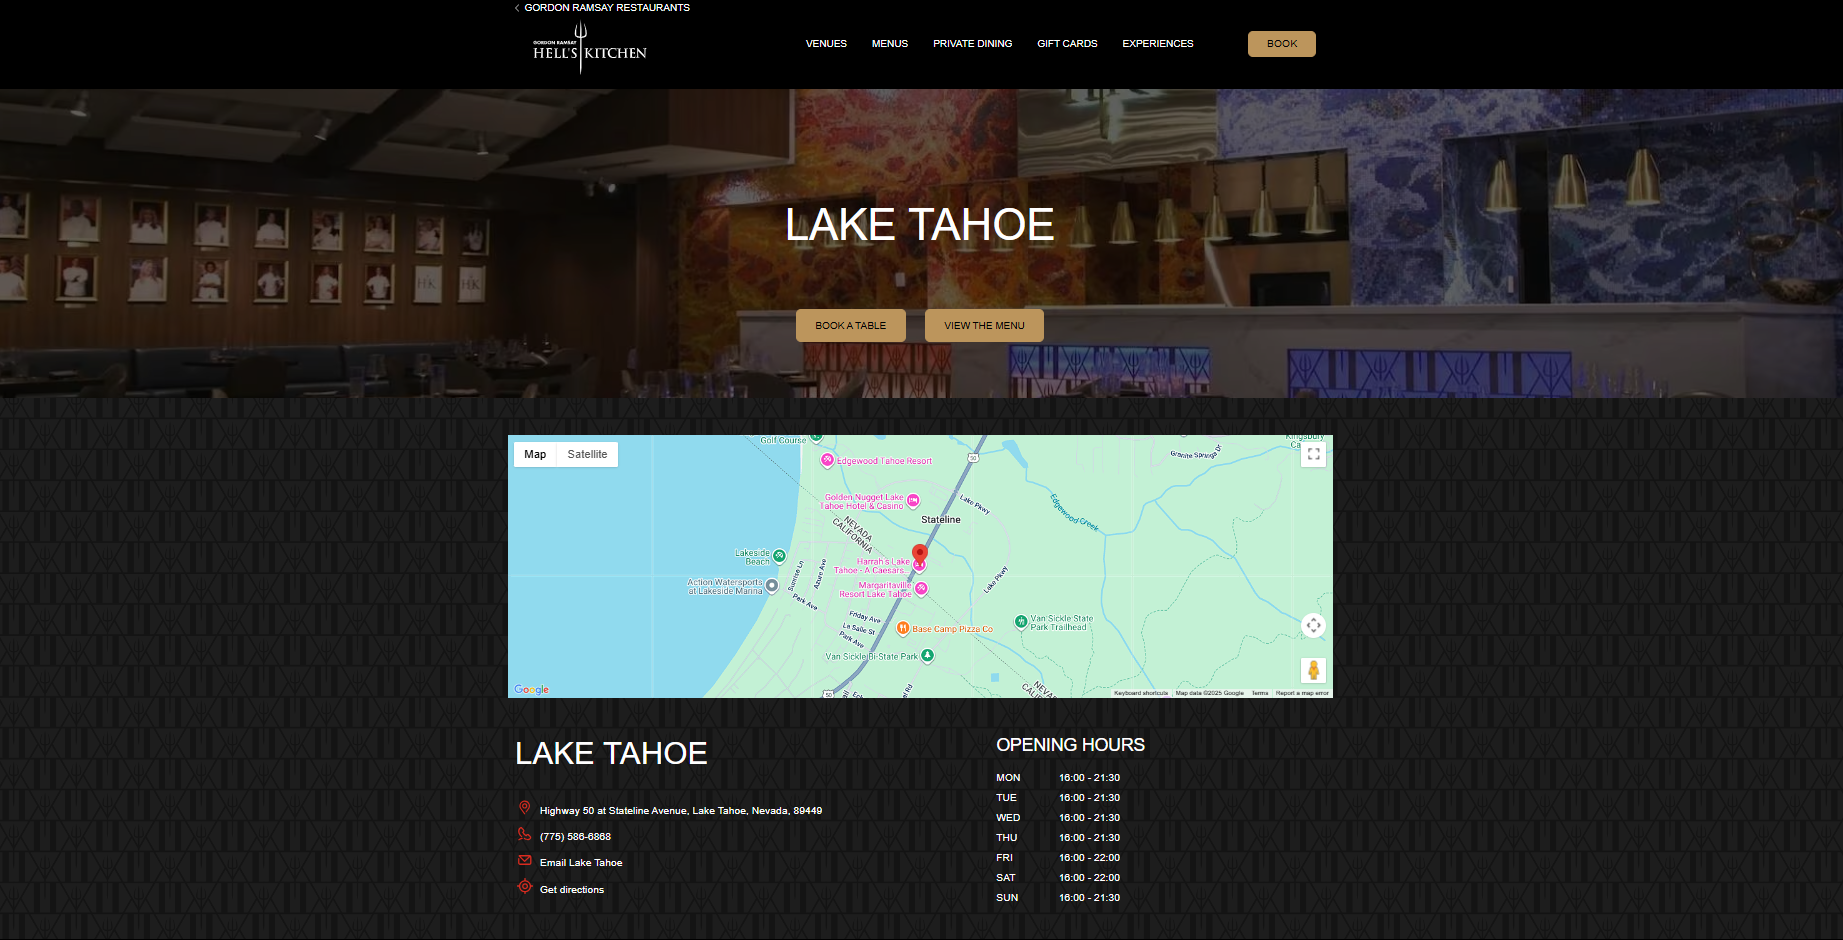 GORDON RAMSAY RESTAURANTS
GORDON RAMSAY
HELL'S KITCHEN
VENUES
MENUS
PRIVATE DINING
GIFT CARDS
EXPERIENCES
BOOK
HK
HK
LAKE TAHOE
BOOK A TABLE
VIEW THE MENU
Map
Satellite
Golf Course
Kingsbury
Edgewood Tahoe Resort
50
Granite Springs Dr
Golden Nugget Lake
Tahoe Hotel & Casino
Lake Pkwy
Edgewood Creek
Stateline
NEVADA
CALIFORNIA
Lakeside
Beach
Harrah's Lake
Tahoe - A Caesars...
Action Watersports
at Lakeside Marina
Sunrise Ln
Azure Ave
Park Ave
Margaritaville
Resort Lake Tahoe
Lake Pkwy
Friday Ave
La Salle St
Park Ave
Base Camp Pizza Co
Van Sickle State
Park Trailhead
Van Sickle Bi-State Park
50
Google
Keyboard shortcuts
Map data ©2025 Google
Terms
Report a map error
LAKE TAHOE
Highway 50 at Stateline Avenue, Lake Tahoe, Nevada, 89449
(775) 586-6868
Email Lake Tahoe
Get directions
OPENING HOURS
MON 16:00 - 21:30
TUE 16:00 - 21:30
WED 16:00 - 21:30
THU 16:00 - 21:30
FRI 16:00 - 22:00
SAT 16:00 - 22:00
SUN 16:00 - 21:30